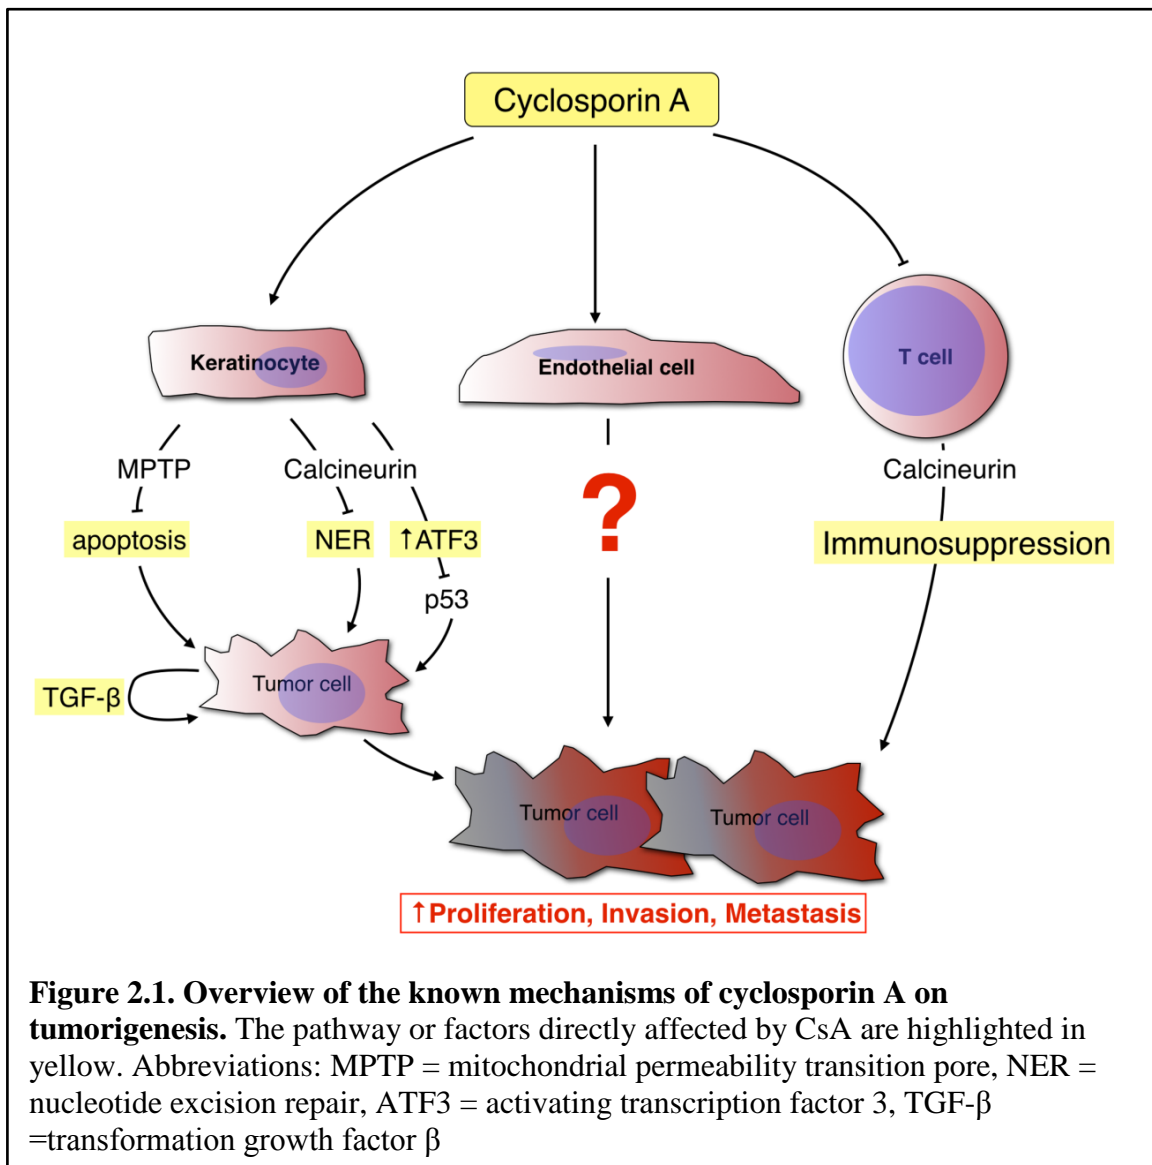 Cyclosporin A
Keratinocyte
Endothelial cell
T cell
MPTP
Calcineurin
?
Calcineurin
apoptosis
NER
↑ATF3
Immunosuppression
p53
TGF-β
Tumor cell
Tumor cell
Tumor cell
↑Proliferation, Invasion, Metastasis
Figure 2.1. Overview of the known mechanisms of cyclosporin A on
tumorigenesis. The pathway or factors directly affected by CsA are highlighted in
yellow. Abbreviations: MPTP = mitochondrial permeability transition pore, NER =
nucleotide excision repair, ATF3 = activating transcription factor 3, TGF-β
=transformation growth factor β